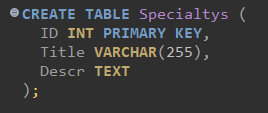 CREATE TABLE Specialtys (
ID INT PRIMARY KEY,
Title VARCHAR(255),
Descr TEXT
);